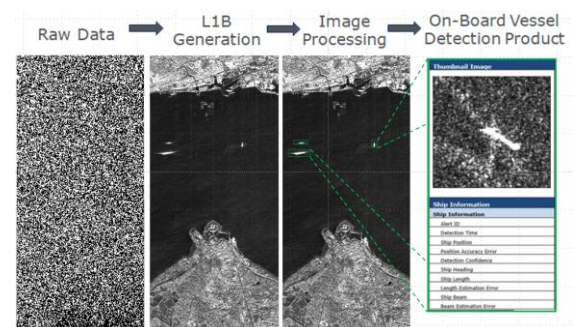 Raw Data
L1B
Generation
Image
Processing
On-Board Vessel
Detection Product
Thumbnail Image
Ship Information
Ship Information
Alert ID
Detection Time
Ship Position
Position Accuracy Error
Detection Confidence
Ship Heading
Ship Length
Length Estimation Error
Ship Beam
Beam Estimation Error